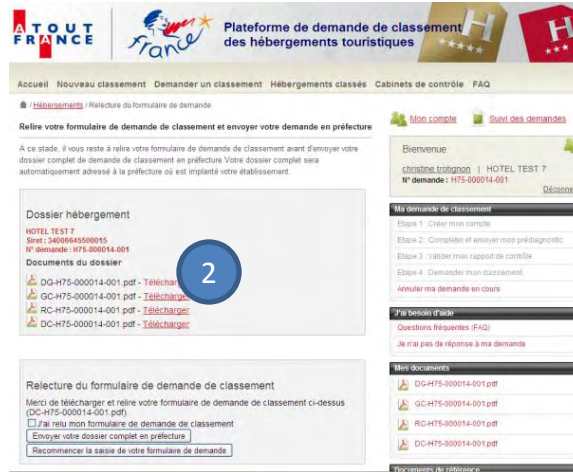 ATOUT
FRANCE
France
Plateforme de demande de classement
des hébergements touristiques
H
H
Accueil Nouveau classement Demander un classement Hébergements classés Cabinets de contrôle FAQ
/ Hébergements / Relecture du formulaire de demande
Relire votre formulaire de demande de classement et envoyer votre demande en préfecture
A ce stade, il vous reste à relire votre formulaire de demande de classement avant d'envoyer votre
dossier complet de demande de classement en préfecture.Votre dossier complet sera
automatiquement adressé à la préfecture où est implanté votre établissement.
Dossier hébergement
HOTEL TEST 7
Siret : 34006645500015
N° demande : H75-000014-001
Documents du dossier
DG-H75-000014-001.pdf - Télécharger
GC-H75-000014-001.pdf - Télécharger
RC-H75-000014-001.pdf - Télécharger
DC-H75-000014-001.pdf - Télécharger
2
Relecture du formulaire de demande de classement
Merci de télécharger et relire votre formulaire de demande de classement ci-dessus
(DC-H75-000014-001.pdf).
J'ai relu mon formulaire de demande de classement
Envoyer votre dossier complet en préfecture
Recommencer la saisie de votre formulaire de demande
Mon compte Suivi des demandes
Bienvenue
christine trotignon | HOTEL TEST 7
N° demande : H75-000014-001
Déconne
Ma demande de classement
Etape 1 : Créer mon compte
Etape 2 : Compléter et envoyer mon prédiagnostic
Etape 3 : Valider mon rapport de contrôle
Etape 4 : Demander mon classement
Annuler ma demande en cours
J'ai besoin d'aide
Questions fréquentes (FAQ)
Je n'ai pas de réponse à ma demande
Mes documents
DG-H75-000014-001.pdf
GC-H75-000014-001.pdf
RC-H75-000014-001.pdf
DC-H75-000014-001.pdf
Documents de référence